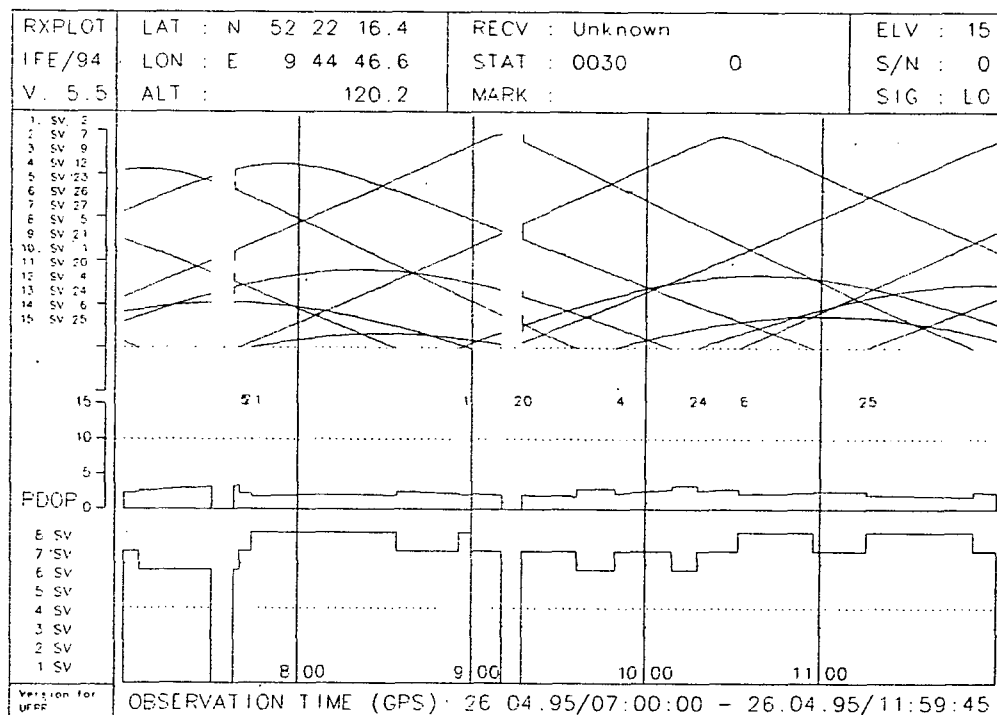 RXPLOT LAT : N 52 22 16.4 RECV : Unknown ELV : 15
IFE/94 LON : E 9 44 46.6 STAT : 0030 0 S/N : 0
V. 5.5 ALT : 120.2 MARK : SIG : L0
1. SV 2
2 SV 7
3 SV 9
4 SV 12
5 SV 23
6 SV 26
7 SV 27
8 SV 5
9 SV 21
10. SV 1
11 SV 20
12 SV 4
13 SV 24
14 SV 6
15 SV 25
21 1 20 4 24 6 25
15
10
5
PDOP 0
8 SV
7 SV
6 SV
5 SV
4 SV
3 SV
2 SV
1 SV
8 00 9 00 10 00 11 00
Version for
OBSERVATION TIME (GPS) 26 04.95/07:00:00 - 26.04.95/11:59:45